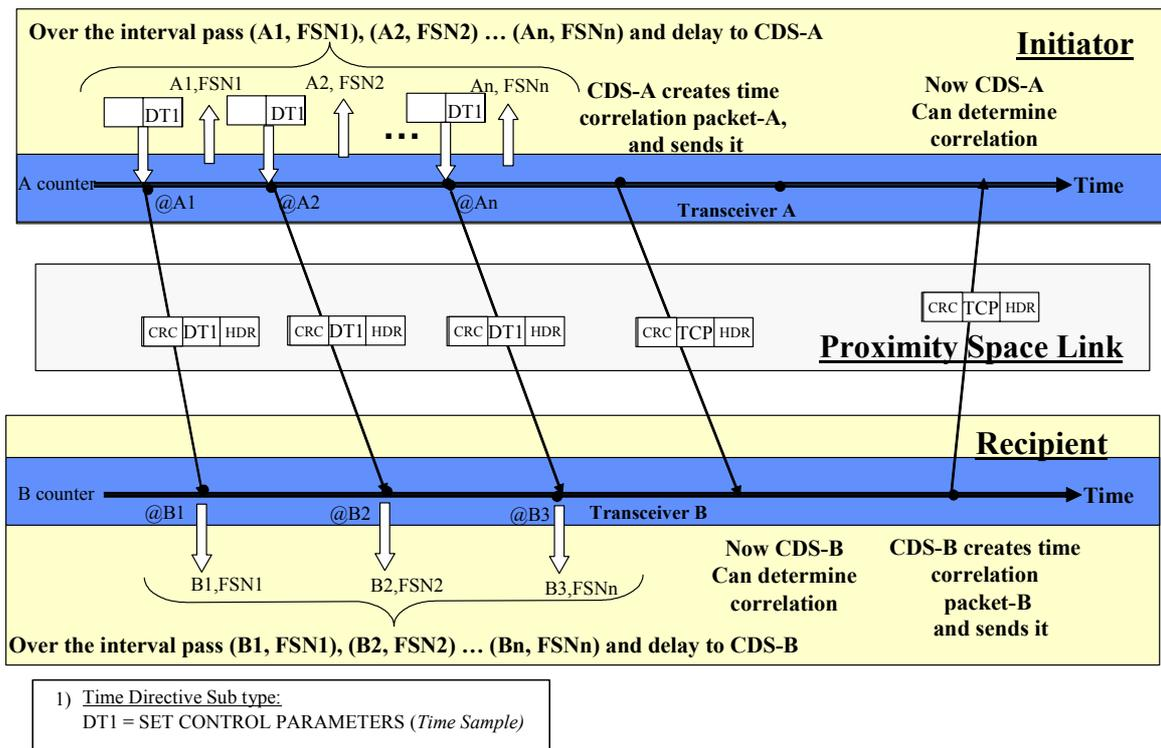 Over the interval pass (A1, FSN1), (A2, FSN2) … (An, FSNn) and delay to CDS-A
Initiator
A1,FSN1
A2, FSN2
An, FSNn
DT1
DT1
DT1
...
CDS-A creates time
correlation packet-A,
and sends it
Now CDS-A
Can determine
correlation
A counter
Time
@A1
@A2
@An
Transceiver A
CRC DT1 HDR
CRC DT1 HDR
CRC DT1 HDR
CRC TCP HDR
CRC TCP HDR
Proximity Space Link
Recipient
B counter
Time
@B1
@B2
@B3
Transceiver B
B1,FSN1
B2,FSN2
B3,FSNn
Now CDS-B
Can determine
correlation
CDS-B creates time
correlation
packet-B
and sends it
Over the interval pass (B1, FSN1), (B2, FSN2) … (Bn, FSNn) and delay to CDS-B
1) Time Directive Sub type:
DT1 = SET CONTROL PARAMETERS (Time Sample)